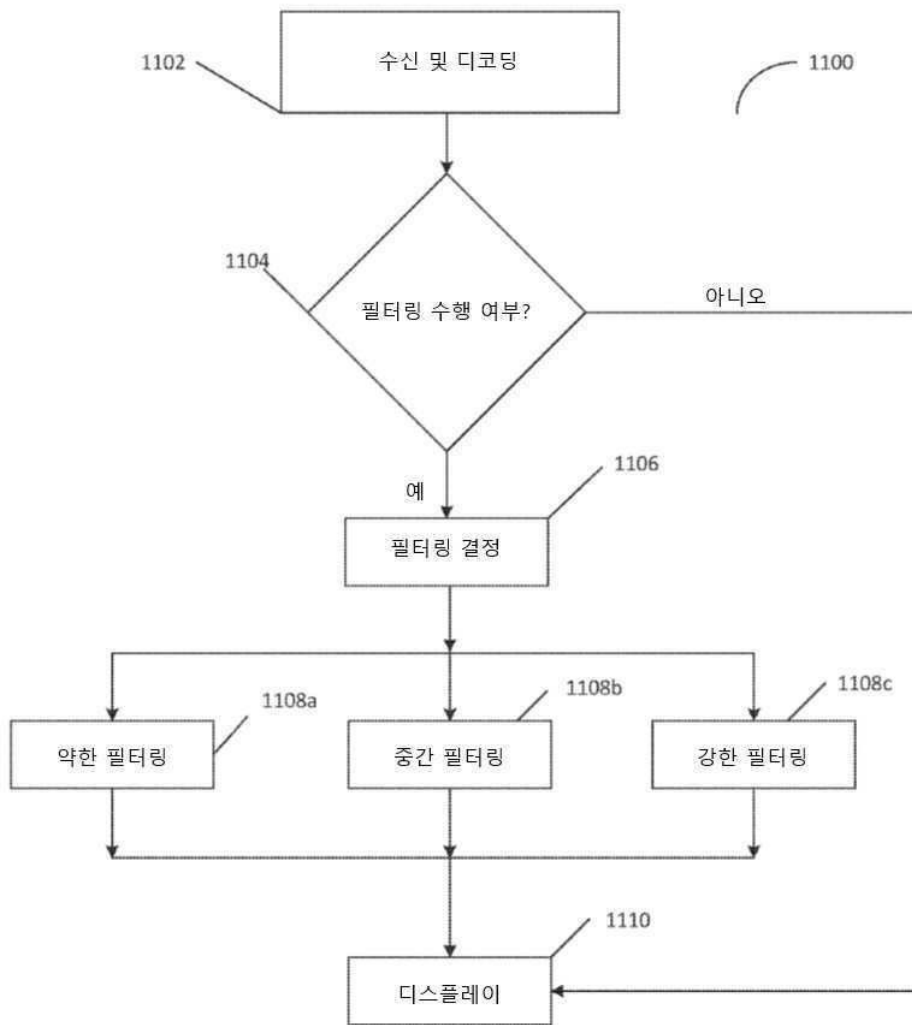 수신 및 디코딩
1102
1100
1104
필터링 수행 여부?
아니오
예
1106
필터링 결정
1108a
1108b
1108c
약한 필터링
중간 필터링
강한 필터링
1110
디스플레이